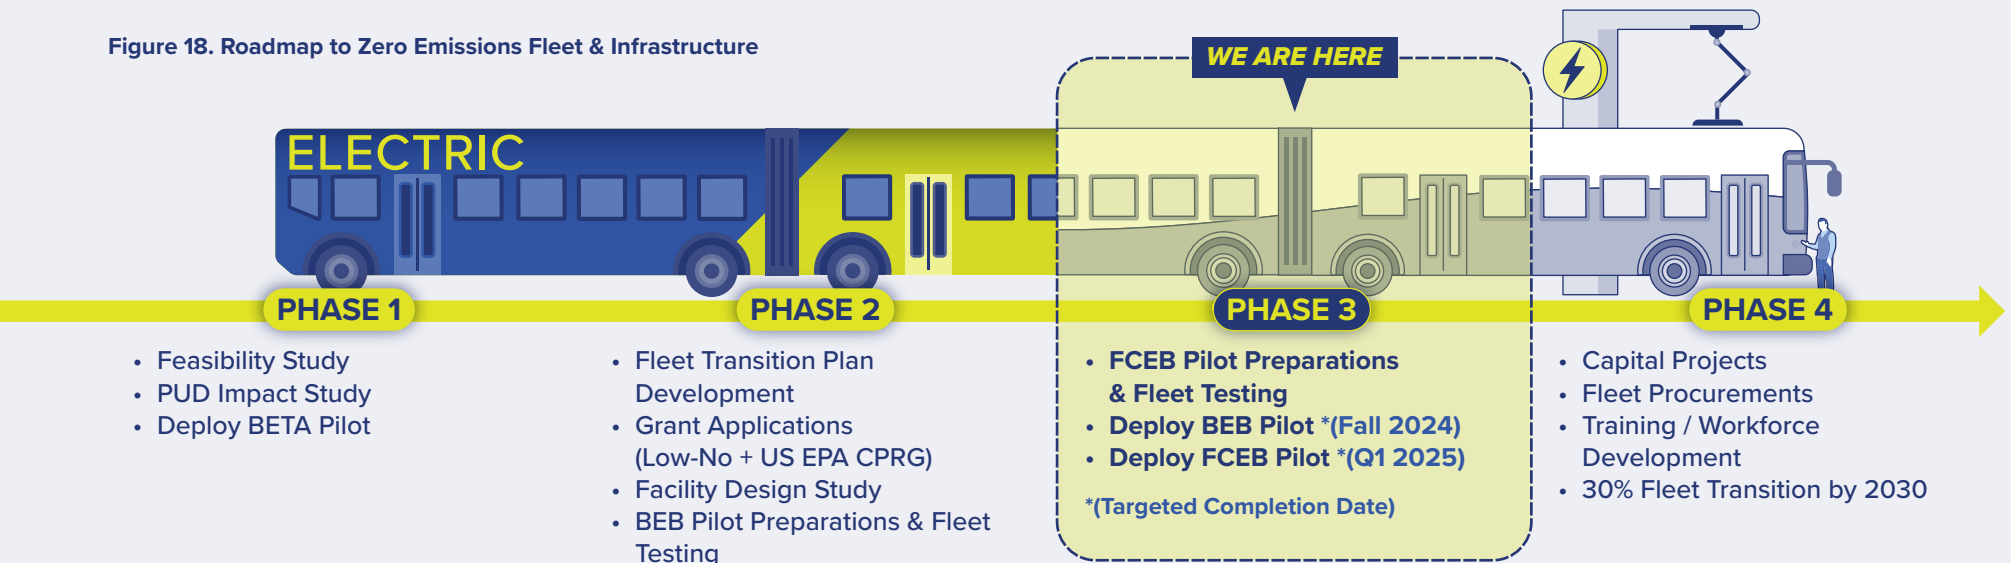 Figure 18. Roadmap to Zero Emissions Fleet & Infrastructure
WE ARE HERE
ELECTRIC
PHASE 1
• Feasibility Study
• PUD Impact Study
• Deploy BETA Pilot
PHASE 2
• Fleet Transition Plan
Development
• Grant Applications
(Low-No + US EPA CPRG)
• Facility Design Study
• BEB Pilot Preparations & Fleet
Testing
PHASE 3
• FCEB Pilot Preparations
& Fleet Testing
• Deploy BEB Pilot *(Fall 2024)
• Deploy FCEB Pilot *(Q1 2025)
*(Targeted Completion Date)
PHASE 4
• Capital Projects
• Fleet Procurements
• Training / Workforce
Development
• 30% Fleet Transition by 2030